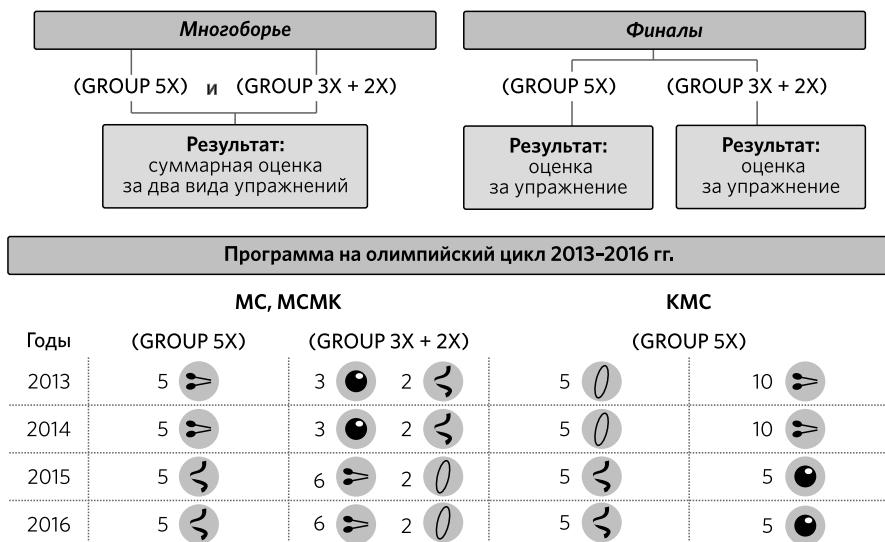 Многоборье
Финалы
(GROUP 5X) и (GROUP 3X + 2X)
(GROUP 5X) (GROUP 3X + 2X)
Результат:
суммарная оценка
за два вида упражнений
Результат:
оценка
за упражнение
Результат:
оценка
за упражнение
Программа на олимпийский цикл 2013–2016 гг.
МС, МСМК КМС
Годы (GROUP 5X) (GROUP 3X + 2X) (GROUP 5X)
2013 5 3 2 5 10
2014 5 3 2 5 10
2015 5 6 2 5 5
2016 5 6 2 5 5